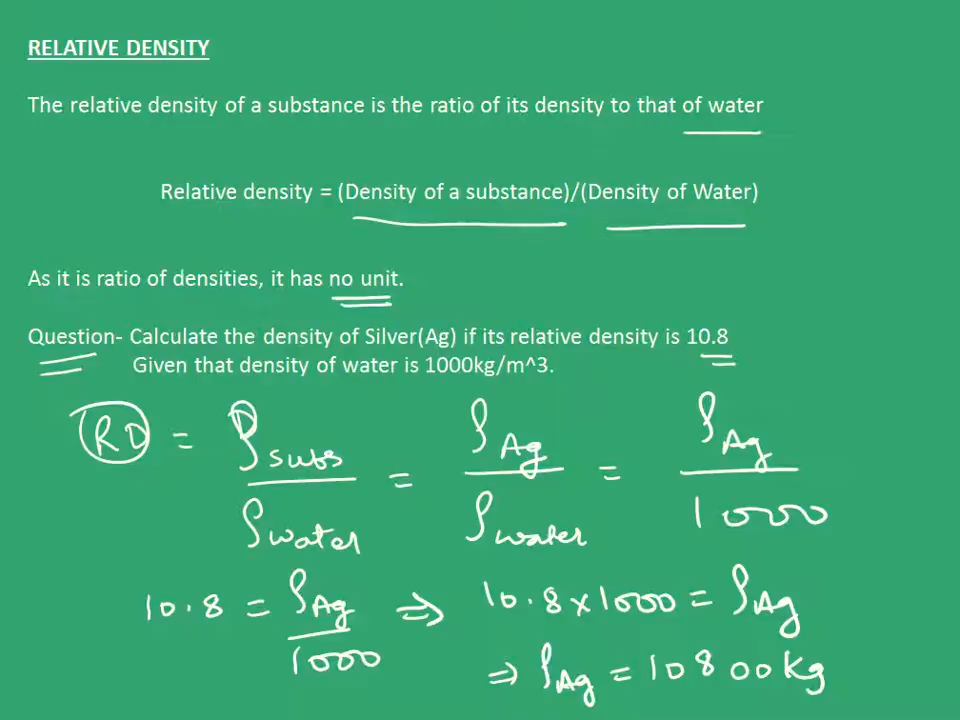 RELATIVE DENSITY
The relative density of a substance is the ratio of its density to that of water
Relative density = (Density of a substance)/(Density of Water)
As it is ratio of densities, it has no unit.
Question- Calculate the density of Silver(Ag) if its relative density is 10.8
Given that density of water is 1000kg/m^3.
RD = ρsubs/ρwater = ρAg/ρwater = ρAg/1000
10.8 = ρAg/1000 ⇒ 10.8 x 1000 = ρAg
⇒ ρAg = 10800 kg